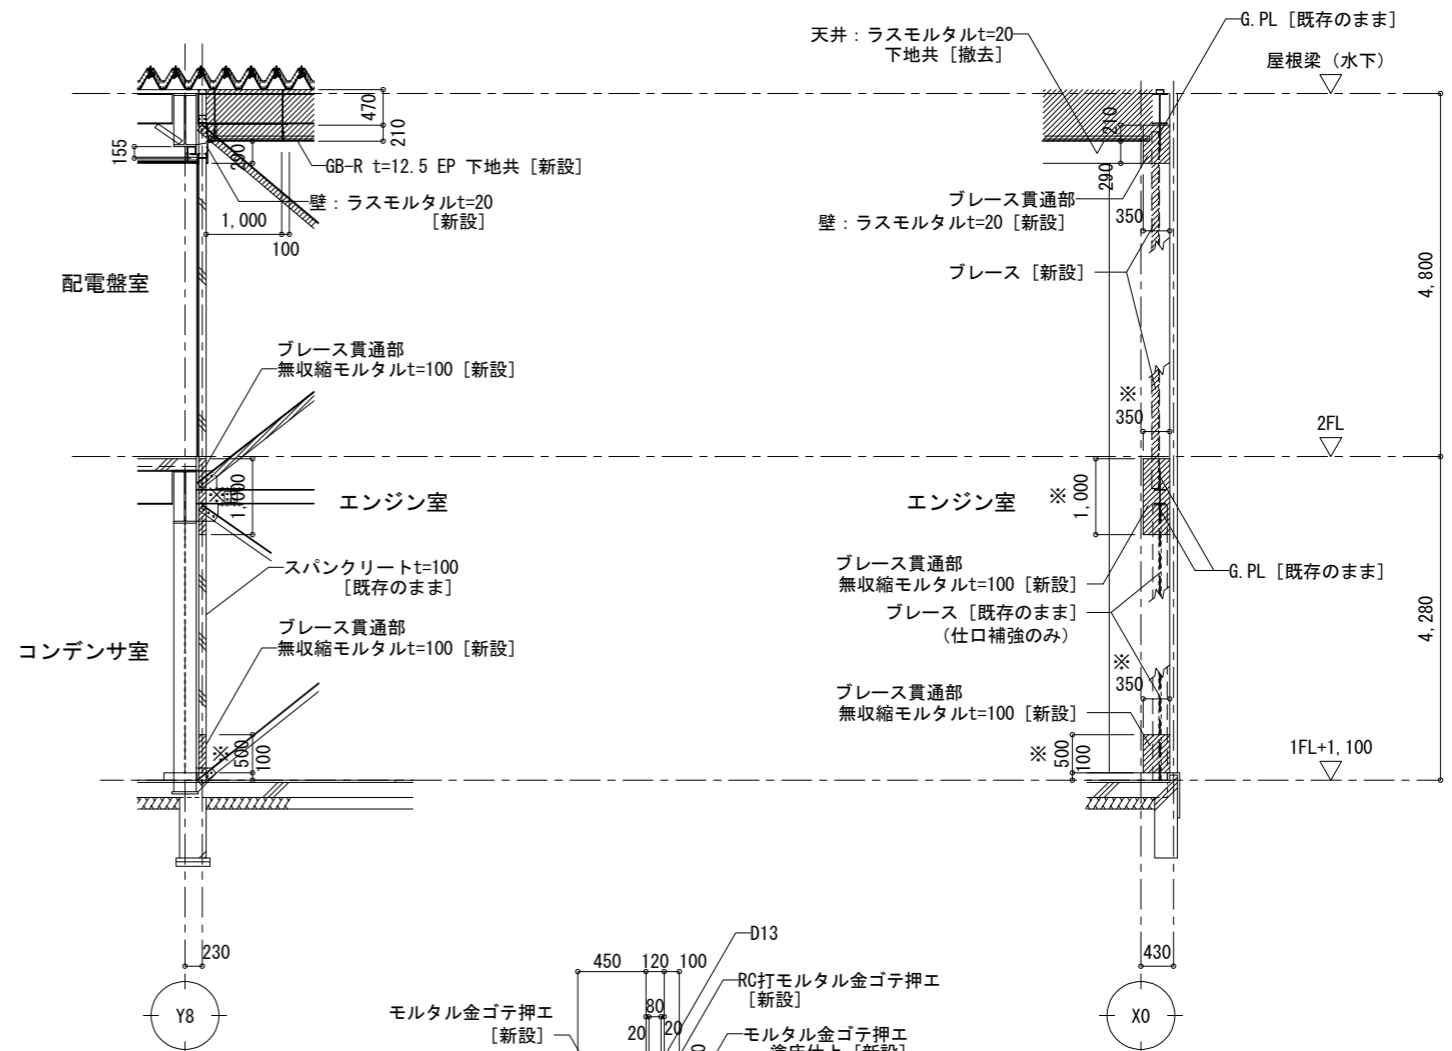 G.PL [既存のまま]
天井：ラスモルタルt=20
下地共 [撤去]
屋根梁 (水下)
470
210
155
290
GB-R t=12.5 EP 下地共 [新設]
壁：ラスモルタルt=20
[新設]
1,000
100
210
290
ブレース貫通部
壁：ラスモルタルt=20 [新設]
350
ブレース [新設]
4,800
配電盤室
ブレース貫通部
無収縮モルタルt=100 [新設]
※
350
2FL
※
1,000
エンジン室
エンジン室
※
1,000
スパンクリートt=100
[既存のまま]
ブレース貫通部
無収縮モルタルt=100 [新設]
G.PL [既存のまま]
ブレース [既存のまま]
(仕口補強のみ)
4,280
コンデンサ室
ブレース貫通部
無収縮モルタルt=100 [新設]
※
350
ブレース貫通部
無収縮モルタルt=100 [新設]
※
500
100
※
500
100
1FL+1,100
230
430
D13
450 120 100
RC打モルタル金ゴテ押エ
[新設]
80
20
20
モルタル金ゴテ押エ
[新設]
モルタル金ゴテ押エ
塗床仕上 [新設]
Y8
X0